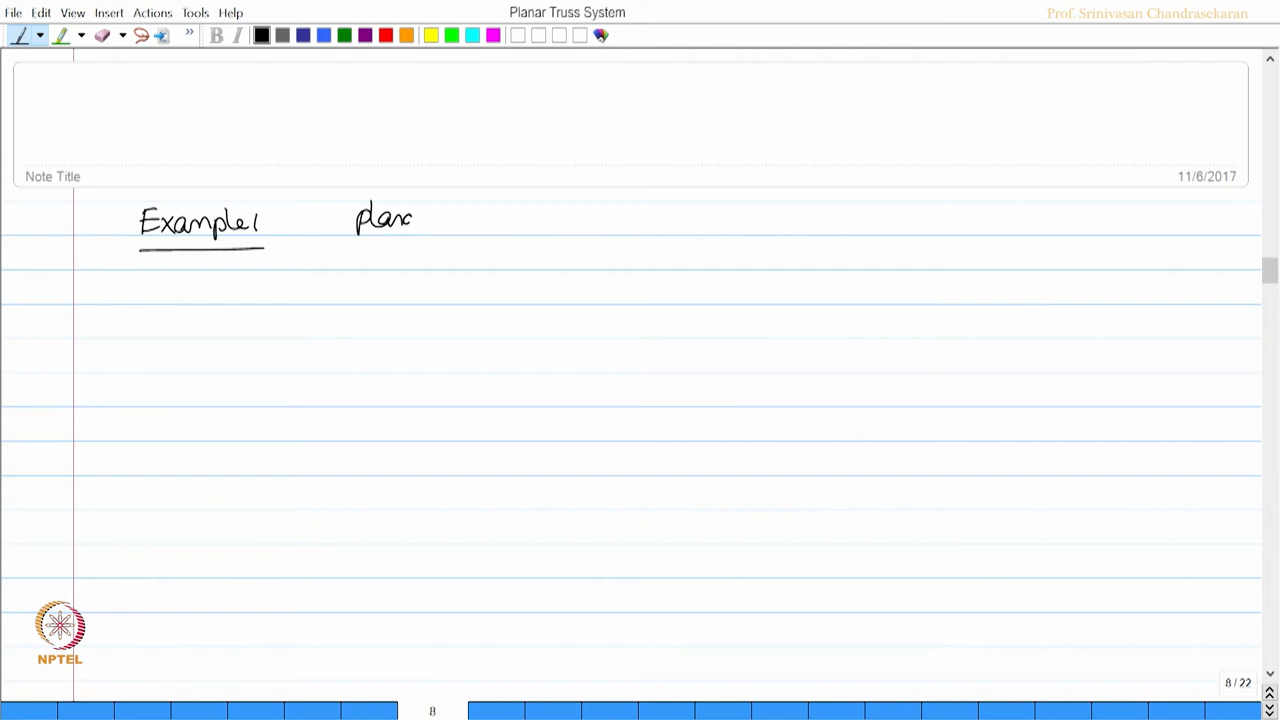 File Edit View Insert Actions Tools Help
Planar Truss System
Prof. Srinivasan Chandrasekaran
B I
Note Title
11/6/2017
Example1 plan
NPTEL
8 / 22
8